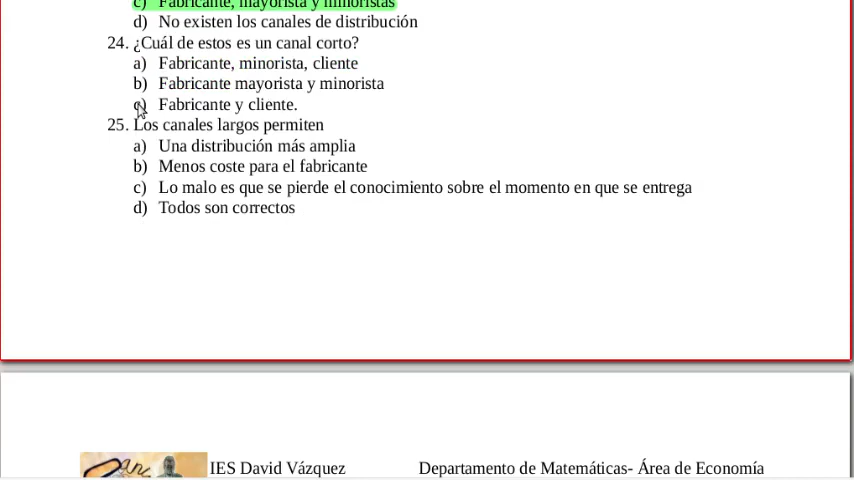 c) Fabricante, mayorista y minoristas
d) No existen los canales de distribución
24. ¿Cuál de estos es un canal corto?
a) Fabricante, minorista, cliente
b) Fabricante mayorista y minorista
c) Fabricante y cliente.
25. Los canales largos permiten
a) Una distribución más amplia
b) Menos coste para el fabricante
c) Lo malo es que se pierde el conocimiento sobre el momento en que se entrega
d) Todos son correctos
IES David Vázquez Departamento de Matemáticas- Área de Economía